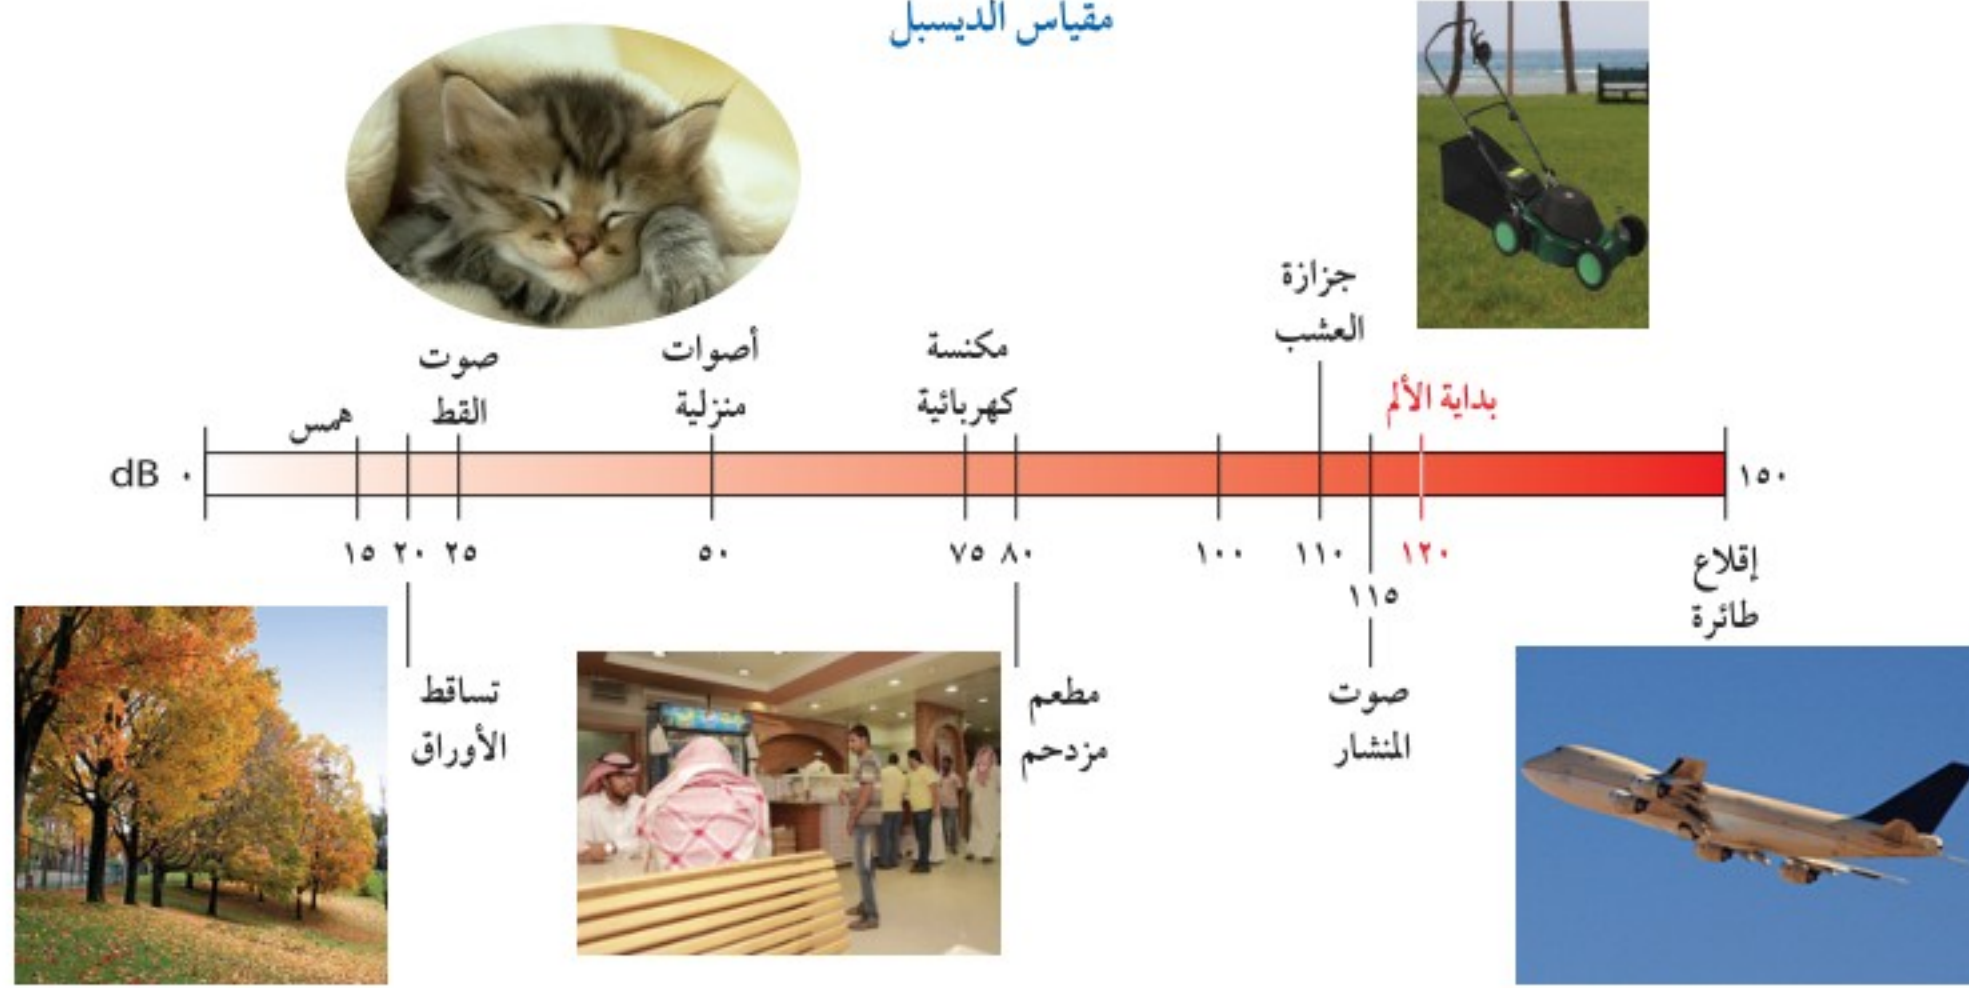 مقياس الديسبل
جزازة
العشب
صوت
القط
أصوات
منزلية
مكنسة
كهربائية
همس
بداية الألم
dB ٠
١٥٠
١٥ ٢٠ ٢٥ ٥٠ ٧٥ ٨٠ ١٠٠ ١١٠ ١٢٠
١١٥
إقلاع
طائرة
تساقط
الأوراق
مطعم
مزدحم
صوت
المنشار